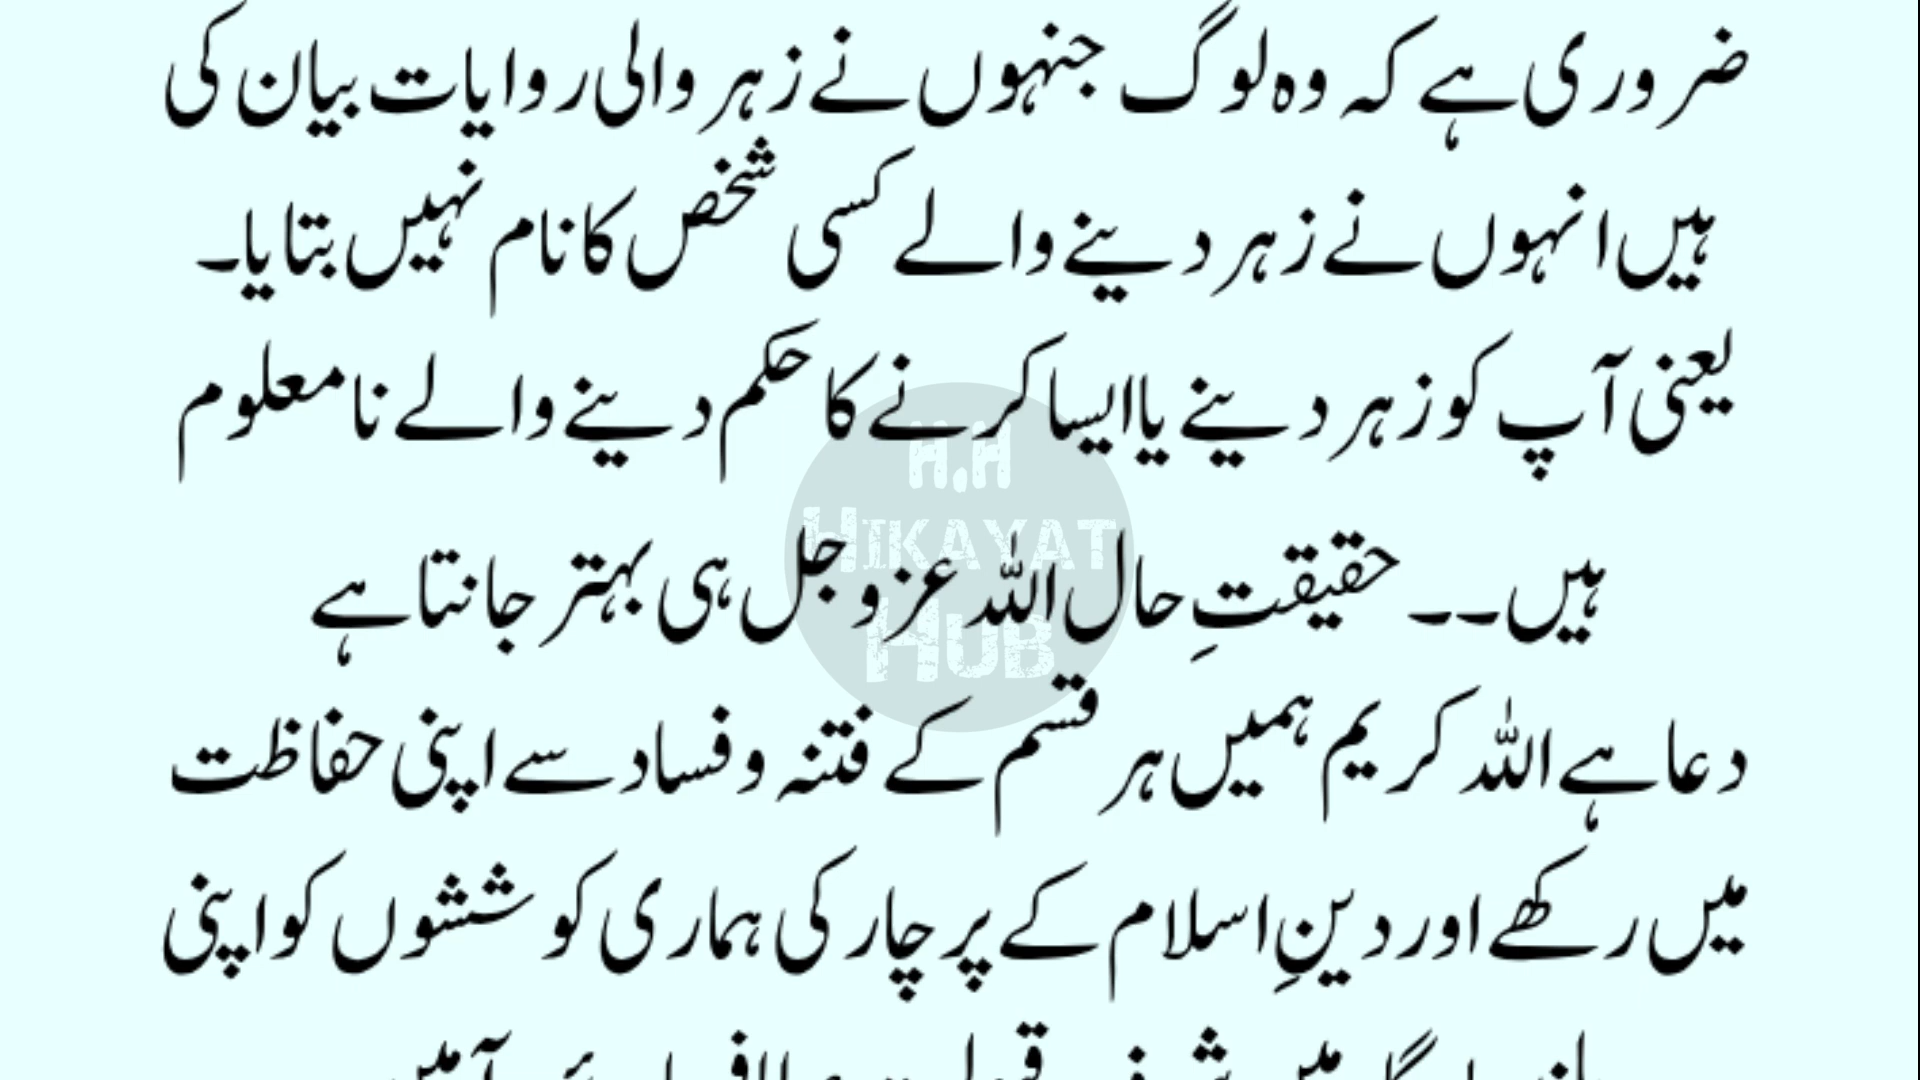 ضروری ہے کہ وہ لوگ جنہوں نے زہر والی روایات بیان کی
ہیں انہوں نے زہر دینے والے کسی شخص کا نام نہیں بتایا۔
یعنی آپ کو زہر دینے یا ایسا کرنے کا حکم دینے والے نامعلوم
H.H
HIKAYAT
HUB
ہیں۔۔ حقیقتِ حال اللہ عزوجل ہی بہتر جانتا ہے
دعا ہے اللہ کریم ہمیں ہر قسم کے فتنہ و فساد سے اپنی حفاظت
میں رکھے اور دینِ اسلام کے پرچار کی ہماری کوششوں کو اپنی